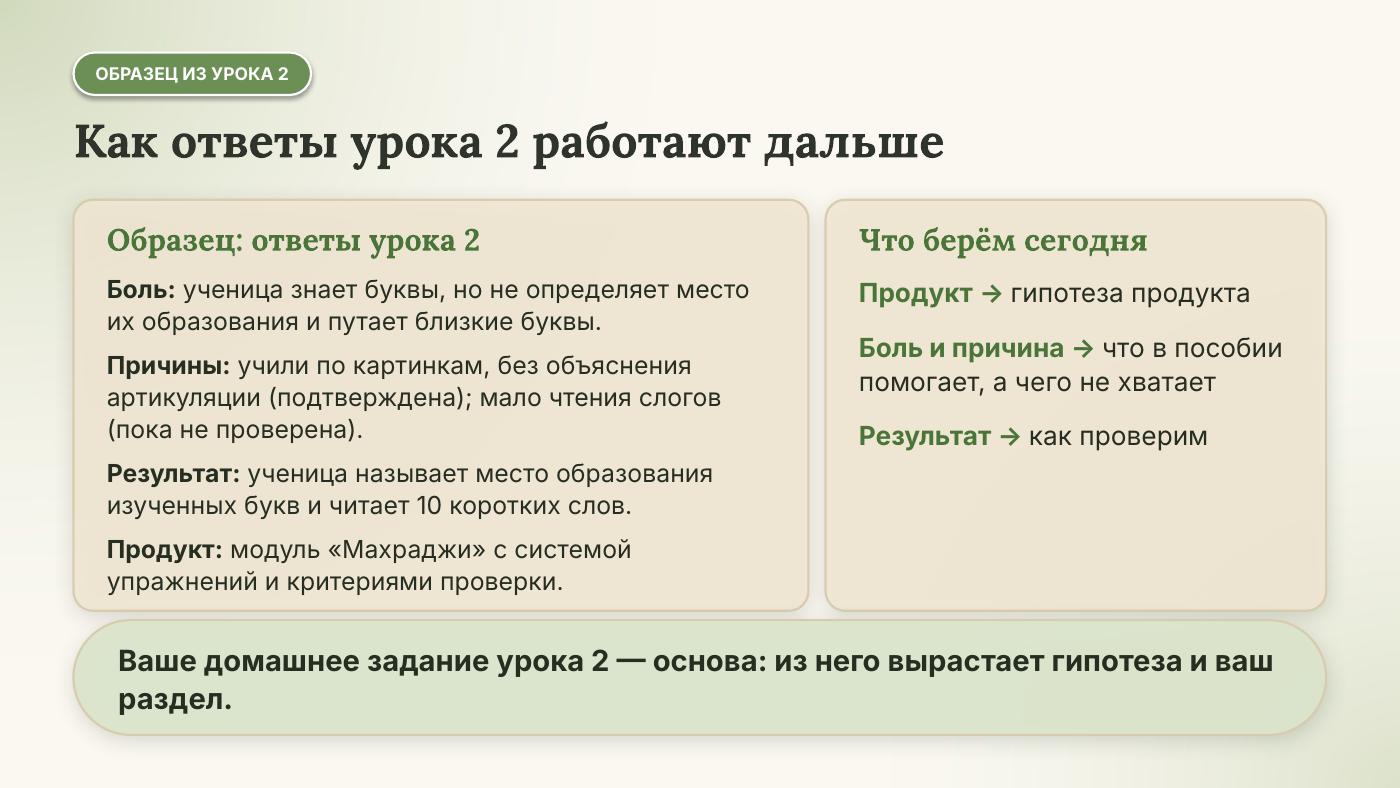 ОБРАЗЕЦ ИЗ УРОКА 2
Как ответы урока 2 работают дальше
Образец: ответы урока 2
Боль: ученица знает буквы, но не определяет место
их образования и путает близкие буквы.
Причины: учили по картинкам, без объяснения
артикуляции (подтверждена); мало чтения слогов
(пока не проверена).
Результат: ученица называет место образования
изученных букв и читает 10 коротких слов.
Продукт: модуль «Махраджи» с системой
упражнений и критериями проверки.
Что берём сегодня
Продукт → гипотеза продукта
Боль и причина → что в пособии
помогает, а чего не хватает
Результат → как проверим
Ваше домашнее задание урока 2 — основа: из него вырастает гипотеза и ваш
раздел.